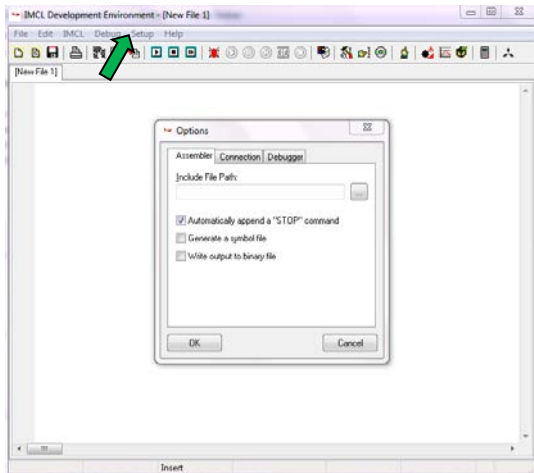 IMCL Development Environment - [New File 1]
File Edit IMCL Debug Setup Help
[New File 1]
Options
Assembler Connection Debugger
Include File Path:
...
Automatically append a "STOP" command
Generate a symbol file
Write output to binary file
OK Cancel
Insert